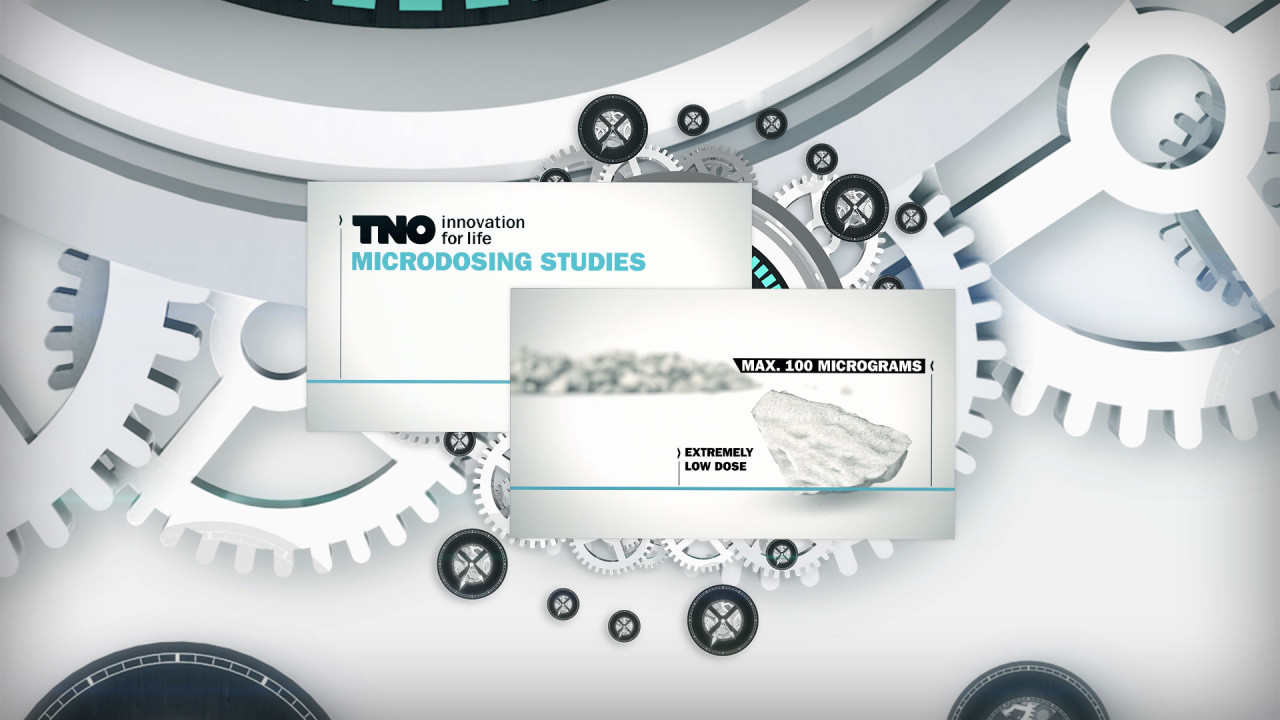 TNO innovation
for life
MICRODOSING STUDIES
MAX. 100 MICROGRAMS
EXTREMELY
LOW DOSE